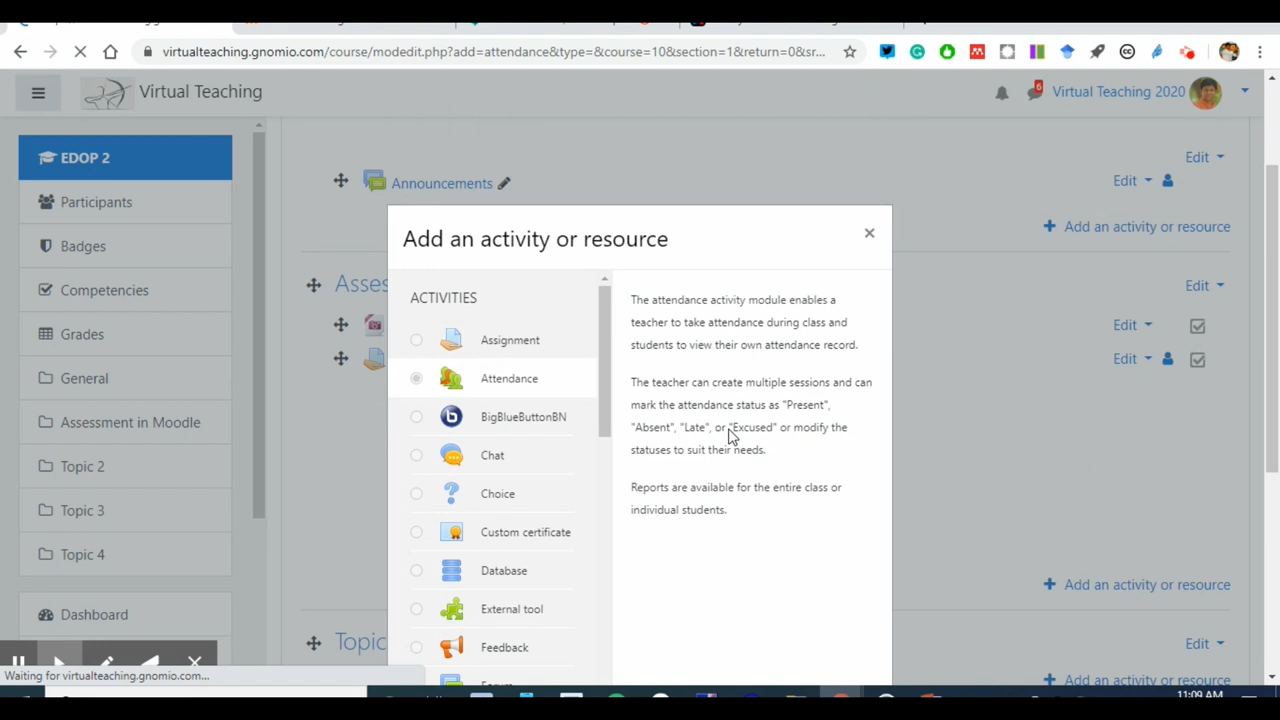 virtualteaching.gnomio.com/course/modedit.php?add=attendance&type=&course=10&section=1&return=0&sr...
Virtual Teaching
6
Virtual Teaching 2020
EDOP 2
Participants
Badges
Competencies
Grades
General
Assessment in Moodle
Topic 2
Topic 3
Topic 4
Dashboard
Edit
Announcements
Edit
Add an activity or resource
Edit
Edit
Edit
Add an activity or resource
Topic
Edit
Add an activity or resource
Add an activity or resource
×
ACTIVITIES
Assignment
Attendance
BigBlueButtonBN
Chat
Choice
Custom certificate
Database
External tool
Feedback
The attendance activity module enables a
teacher to take attendance during class and
students to view their own attendance record.
The teacher can create multiple sessions and can
mark the attendance status as "Present",
"Absent", "Late", or "Excused" or modify the
statuses to suit their needs.
Reports are available for the entire class or
individual students.
Waiting for virtualteaching.gnomio.com...
11:09 AM